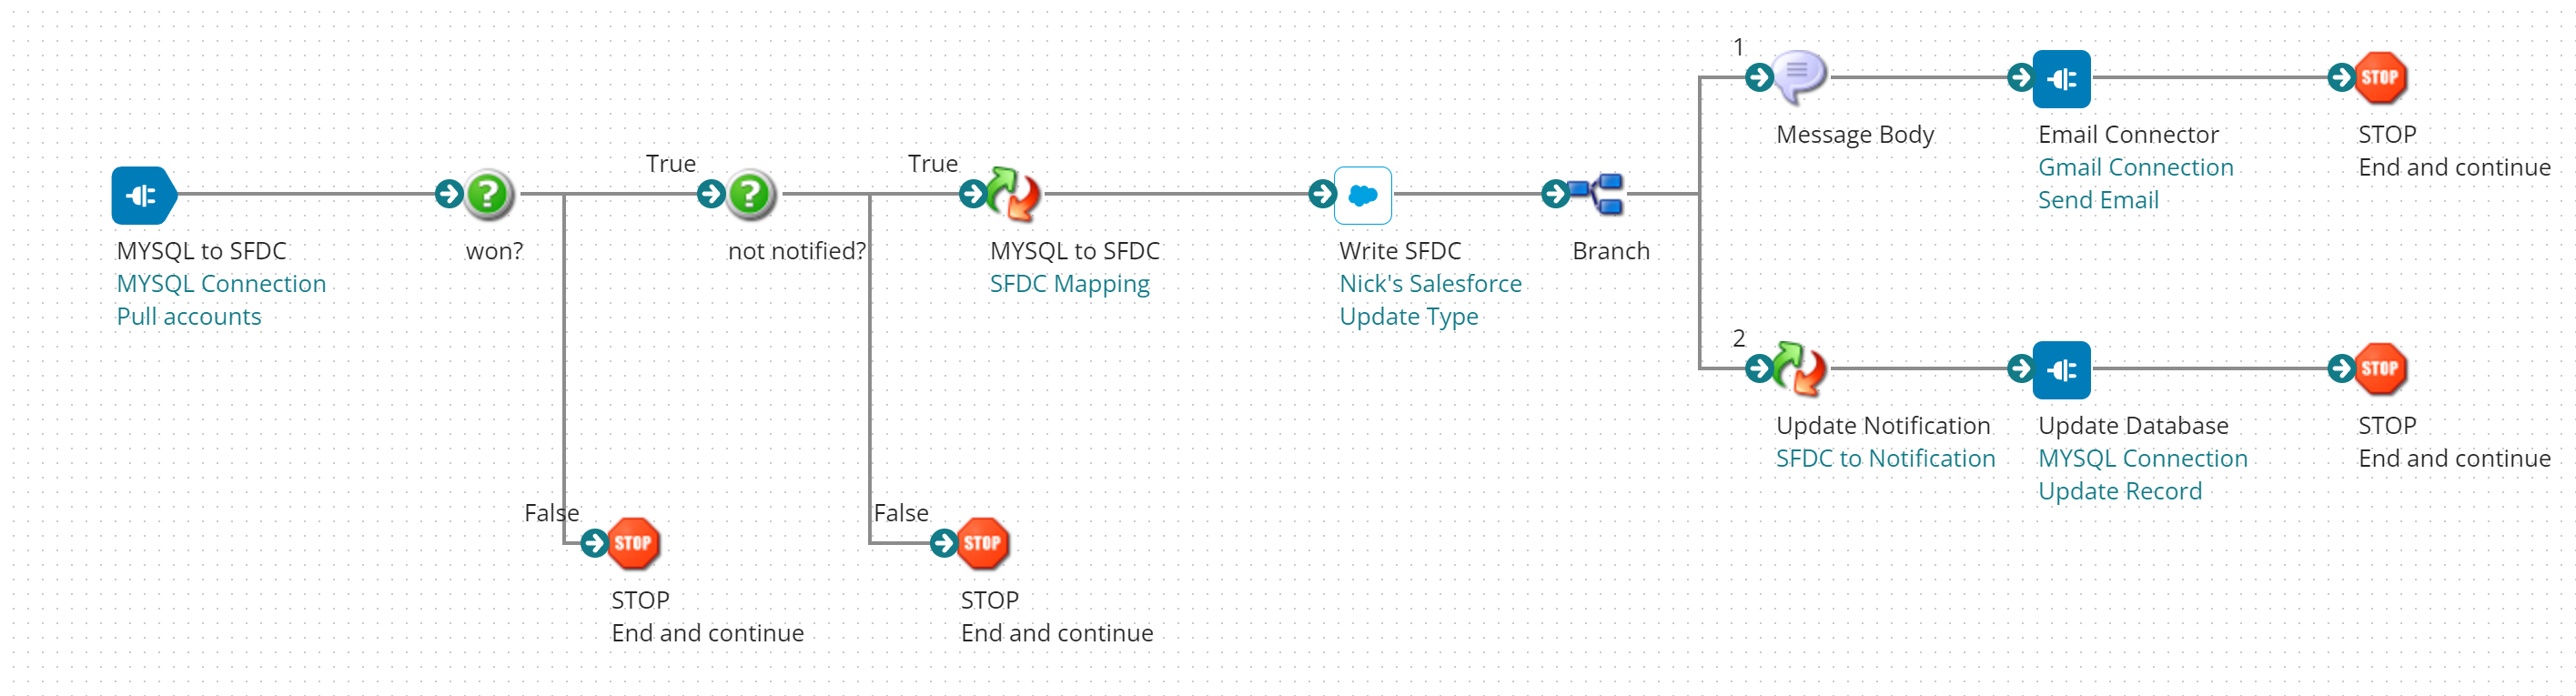 MYSQL to SFDC
MYSQL Connection
Pull accounts
won?
True
not notified?
True
MYSQL to SFDC
SFDC Mapping
Write SFDC
Nick's Salesforce
Update Type
Branch
1
Message Body
Email Connector
Gmail Connection
Send Email
STOP
STOP
End and continue
2
Update Notification
SFDC to Notification
Update Database
MYSQL Connection
Update Record
STOP
STOP
End and continue
False
STOP
STOP
End and continue
False
STOP
STOP
End and continue